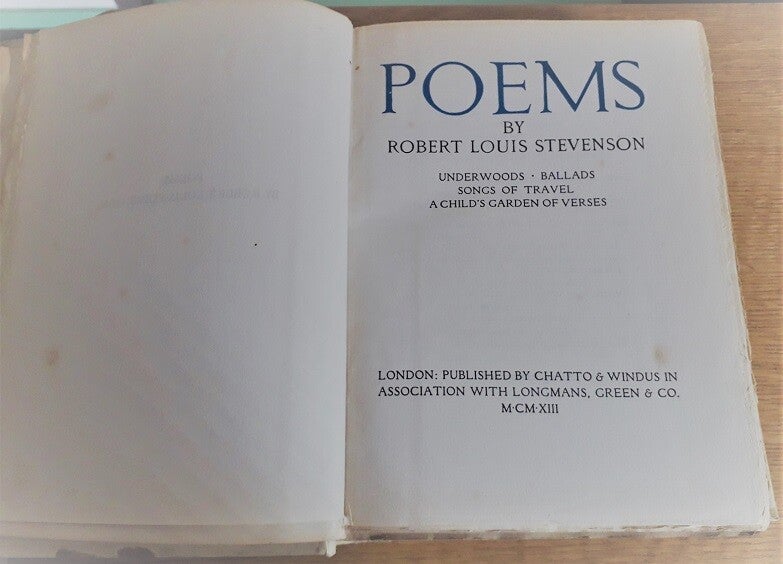 POEMS
BY
ROBERT LOUIS STEVENSON
UNDERWOODS · BALLADS
SONGS OF TRAVEL
A CHILD'S GARDEN OF VERSES
LONDON: PUBLISHED BY CHATTO & WINDUS IN
ASSOCIATION WITH LONGMANS, GREEN & CO.
M·CM·XIII